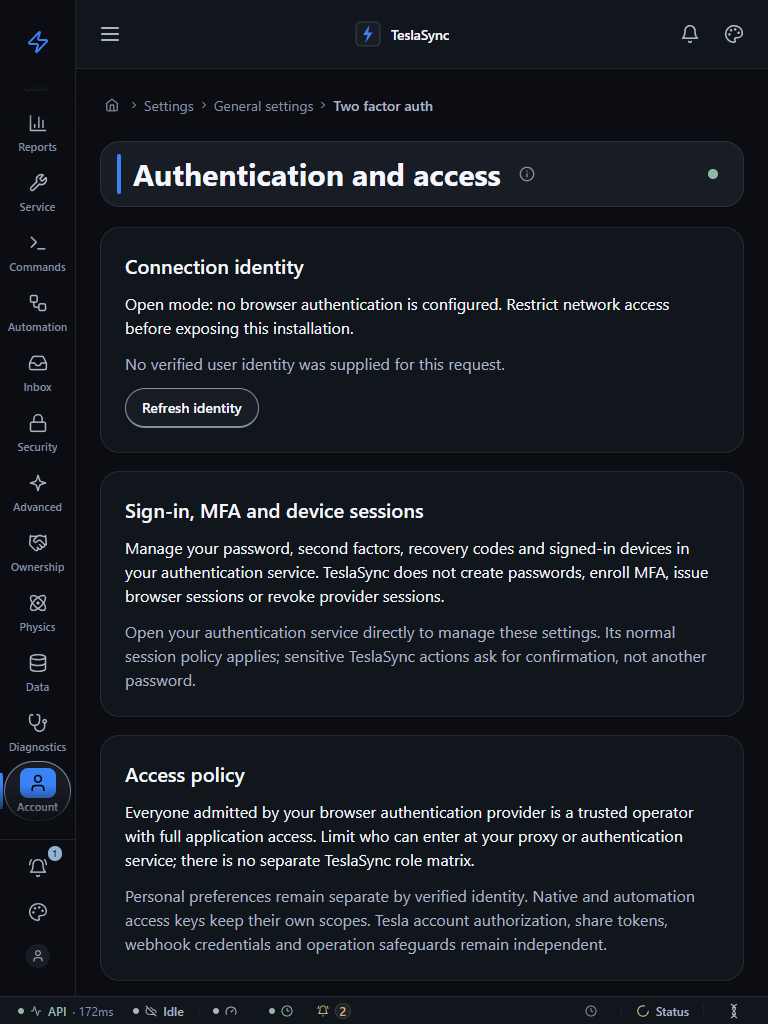 TeslaSync
Settings
General settings
Two factor auth
Authentication and access
Reports
Service
Commands
Automation
Inbox
Security
Advanced
Ownership
Physics
Data
Diagnostics
Account
1
Connection identity
Open mode: no browser authentication is configured. Restrict network access
before exposing this installation.
No verified user identity was supplied for this request.
Refresh identity
Sign-in, MFA and device sessions
Manage your password, second factors, recovery codes and signed-in devices in
your authentication service. TeslaSync does not create passwords, enroll MFA, issue
browser sessions or revoke provider sessions.
Open your authentication service directly to manage these settings. Its normal
session policy applies; sensitive TeslaSync actions ask for confirmation, not another
password.
Access policy
Everyone admitted by your browser authentication provider is a trusted operator
with full application access. Limit who can enter at your proxy or authentication
service; there is no separate TeslaSync role matrix.
Personal preferences remain separate by verified identity. Native and automation
access keys keep their own scopes. Tesla account authorization, share tokens,
webhook credentials and operation safeguards remain independent.
API · 172ms
Idle
2
Status